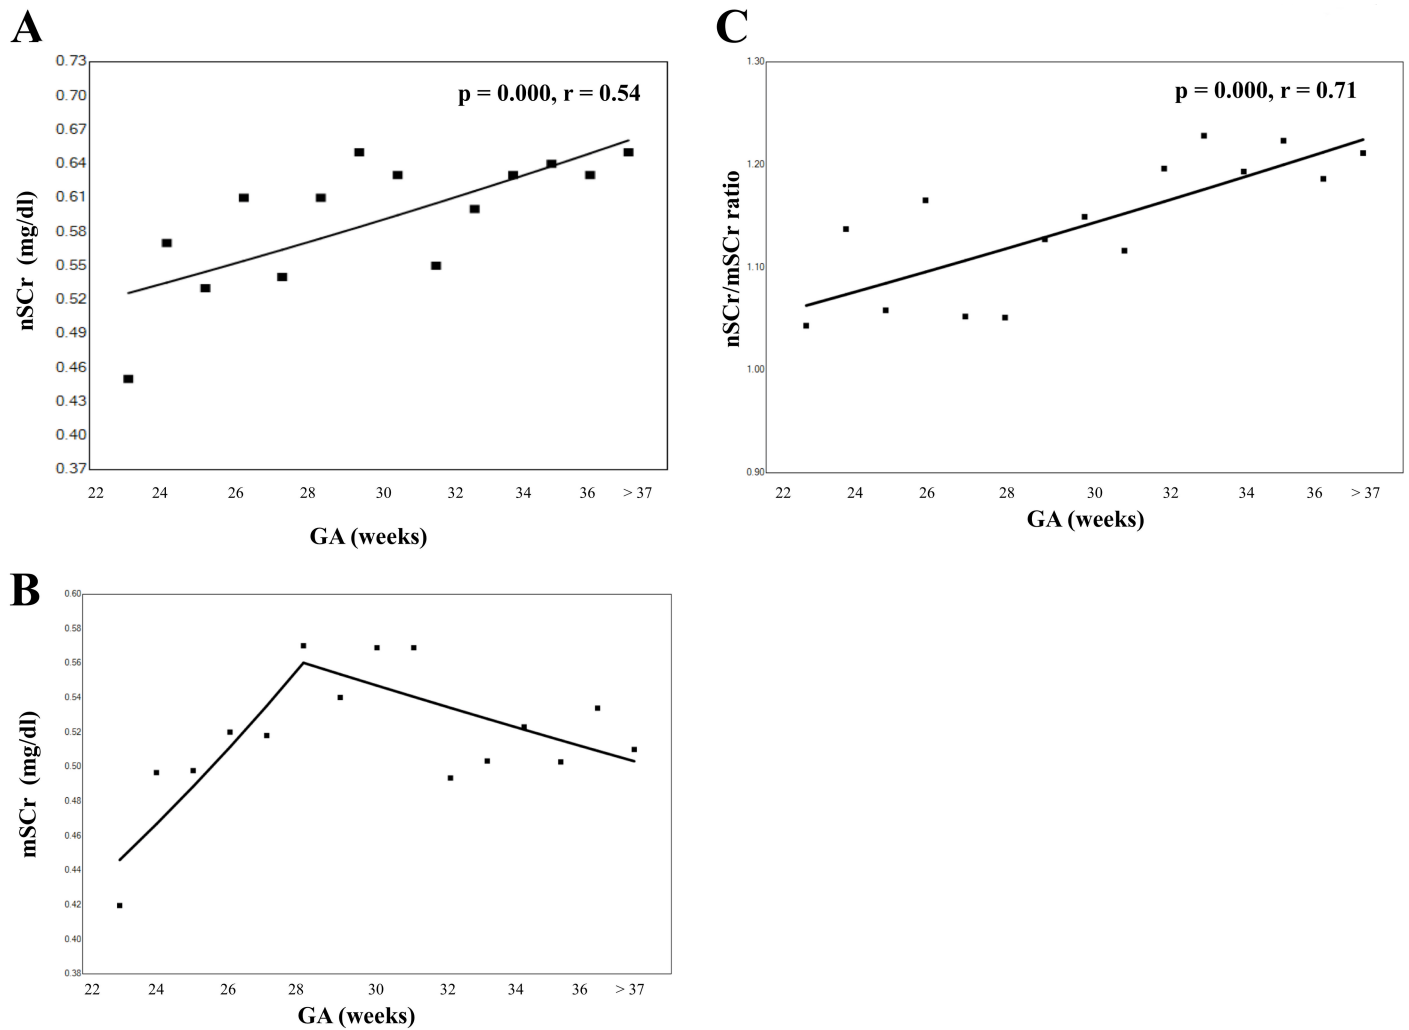 A
nSCr (mg/dl)
0.73
0.70
0.67
0.64
0.61
0.58
0.55
0.52
0.49
0.46
0.43
0.40
0.37
p = 0.000, r = 0.54
22 24 26 28 30 32 34 36 > 37
GA (weeks)
C
nSCr/mSCr ratio
1.30
1.20
1.10
1.00
0.90
p = 0.000, r = 0.71
22 24 26 28 30 32 34 36 > 37
GA (weeks)
B
mSCr (mg/dl)
0.60
0.58
0.56
0.54
0.52
0.50
0.48
0.46
0.44
0.42
0.40
0.38
22 24 26 28 30 32 34 36 > 37
GA (weeks)